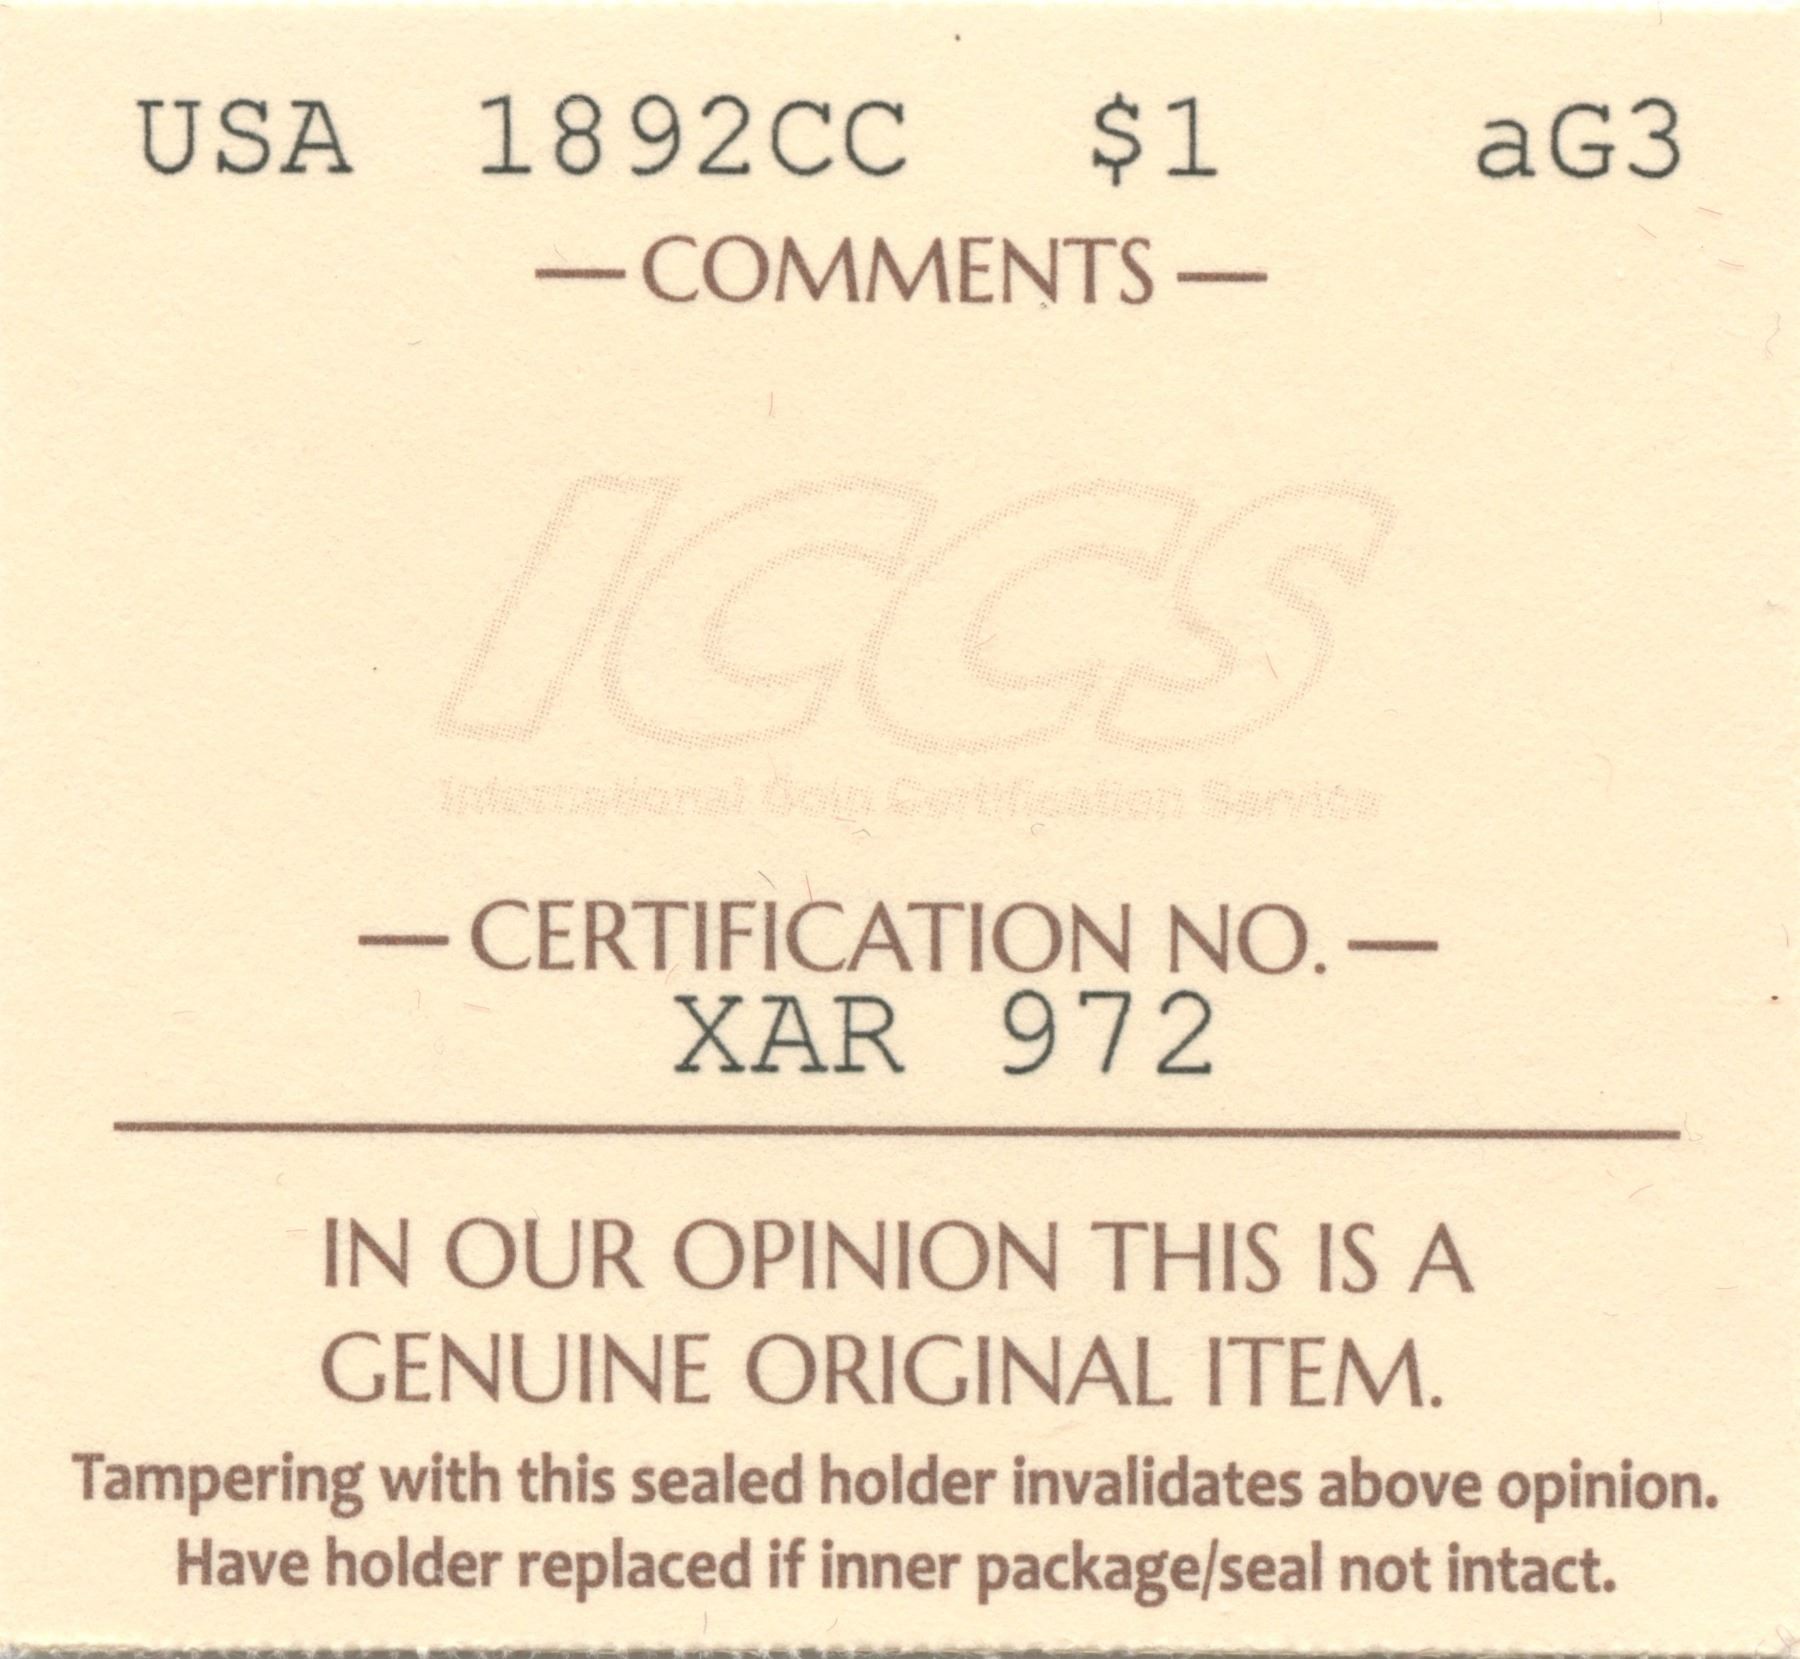 USA 1892CC $1 aG3
— COMMENTS —
ICCS
International Coin Certification Service
— CERTIFICATION NO. —
XAR 972
IN OUR OPINION THIS IS A
GENUINE ORIGINAL ITEM.
Tampering with this sealed holder invalidates above opinion.
Have holder replaced if inner package/seal not intact.